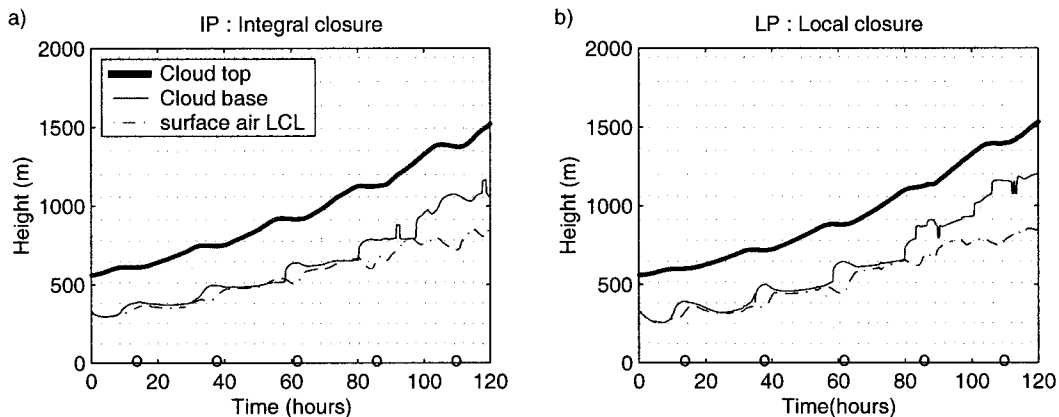 a)
IP : Integral closure
2000
1500
1000
500
0
Height (m)
Cloud top
Cloud base
surface air LCL
0 20 40 60 80 100 120
Time (hours)
b)
LP : Local closure
2000
1500
1000
500
0
Height (m)
0 20 40 60 80 100 120
Time(hours)